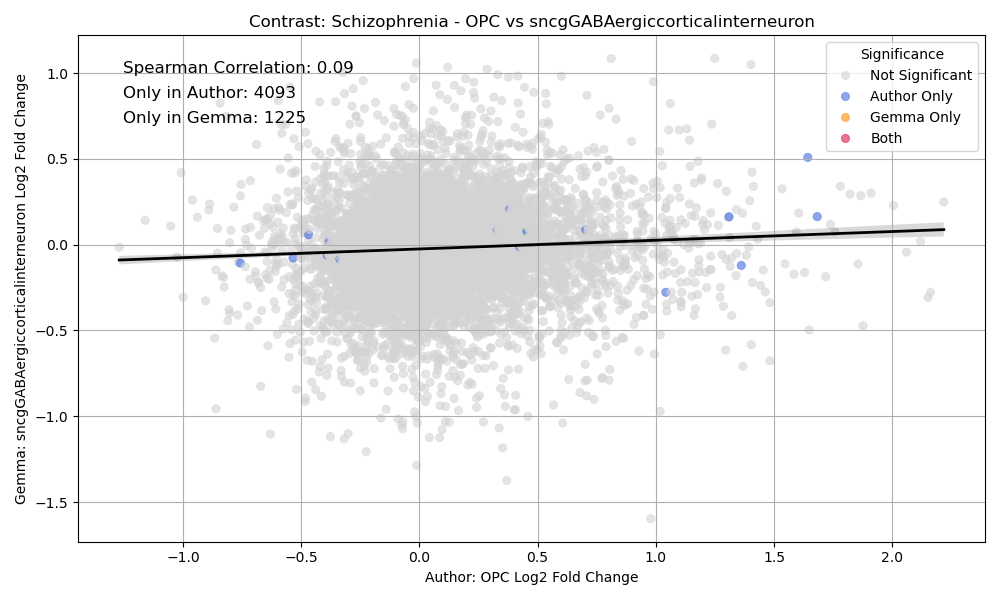 Contrast: Schizophrenia - OPC vs sncgGABAergiccorticalinterneuron
Spearman Correlation: 0.09
Only in Author: 4093
Only in Gemma: 1225
Significance
Not Significant
Author Only
Gemma Only
Both
Gemma: sncgGABAergiccorticalinterneuron Log2 Fold Change
1.0
0.5
0.0
−0.5
−1.0
−1.5
−1.0 −0.5 0.0 0.5 1.0 1.5 2.0
Author: OPC Log2 Fold Change